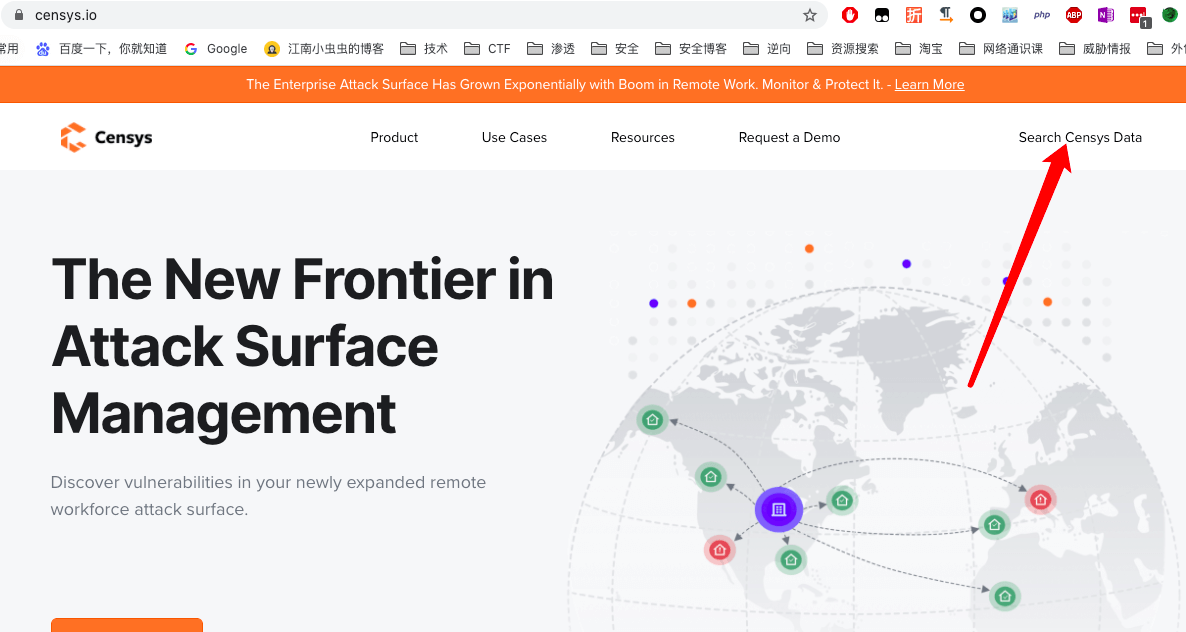 censys.io
1
常用 百度一下，你就知道 Google 江南小虫虫的博客 技术 CTF 渗透 安全 安全博客 逆向 资源搜索 淘宝 网络通识课 威胁情报
The Enterprise Attack Surface Has Grown Exponentially with Boom in Remote Work. Monitor & Protect It. - Learn More
Censys Product Use Cases Resources Request a Demo Search Censys Data
The New Frontier in
Attack Surface
Management
Discover vulnerabilities in your newly expanded remote
workforce attack surface.